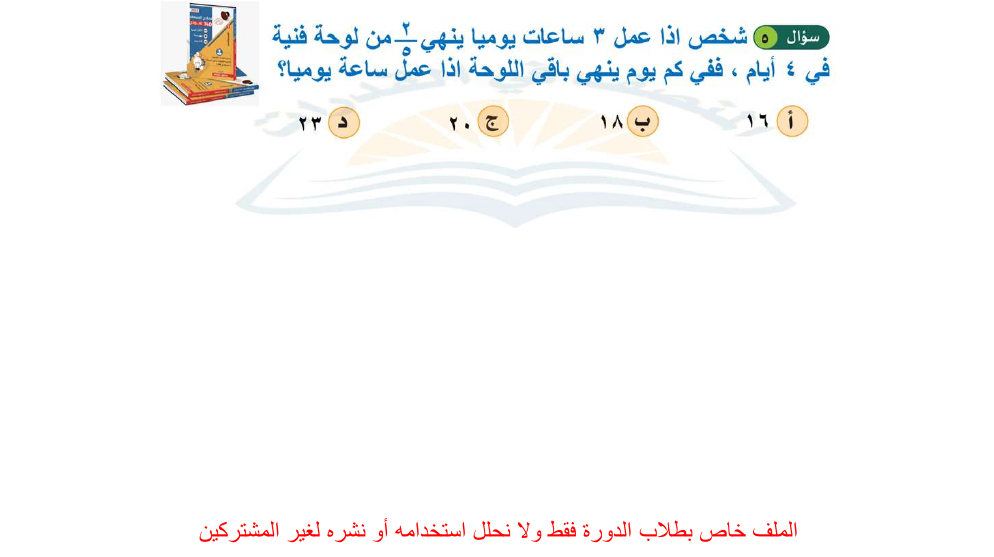 سؤال ٥ شخص اذا عمل ٣ ساعات يوميا ينهي ٢/٥ من لوحة فنية
في ٤ أيام ، ففي كم يوم ينهي باقي اللوحة اذا عمل ساعة يوميا؟
أ ١٦ ب ١٨ ج ٢٠ د ٢٣
الملف خاص بطلاب الدورة فقط ولا نحلل استخدامه أو نشره لغير المشتركين